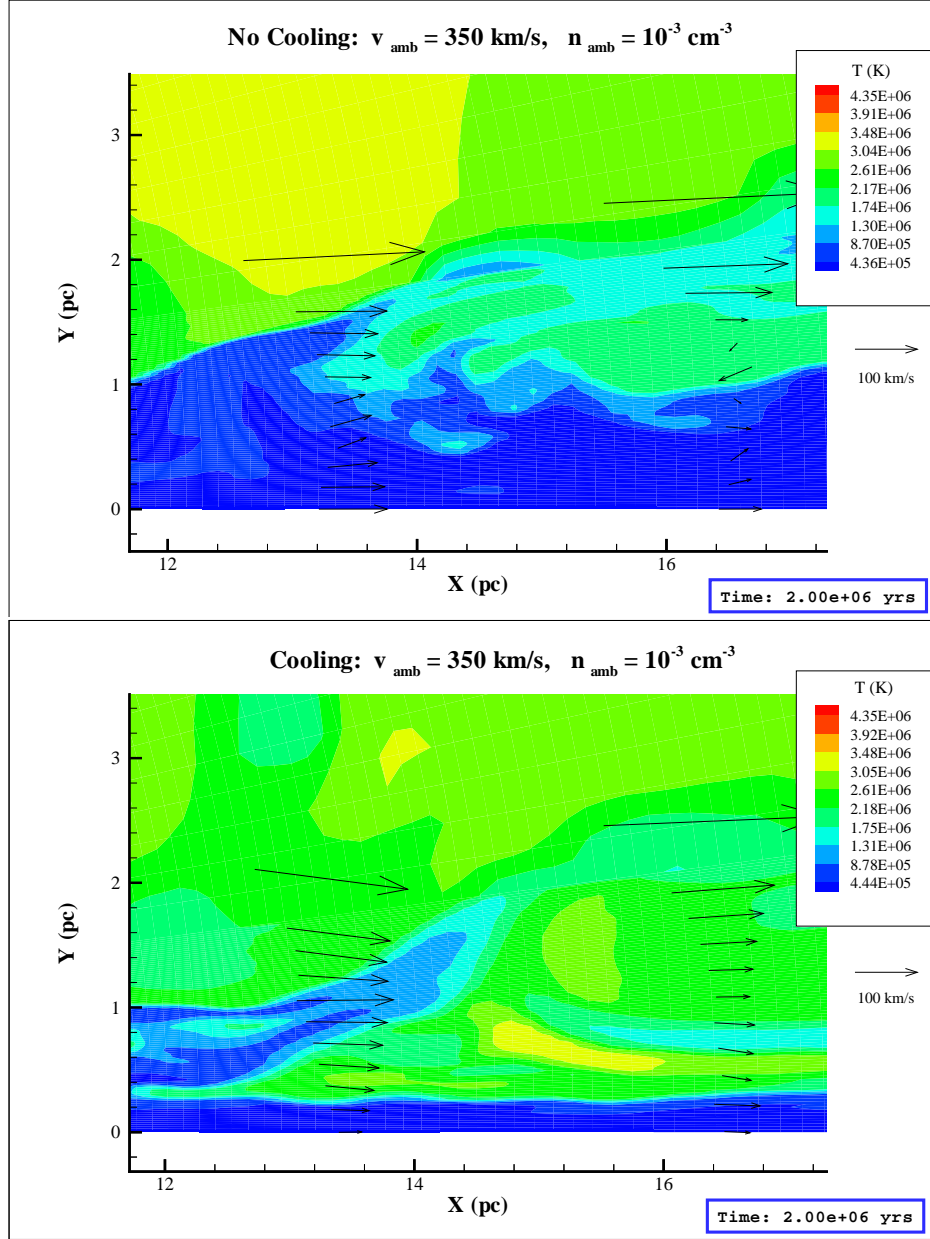 No Cooling: v amb = 350 km/s, n amb = 10^-3 cm^-3
T (K)
4.35E+06
3.91E+06
3.48E+06
3.04E+06
2.61E+06
2.17E+06
1.74E+06
1.30E+06
8.70E+05
4.36E+05
100 km/s
Y (pc)
3
2
1
0
12
14
16
X (pc)
Time: 2.00e+06 yrs
Cooling: v amb = 350 km/s, n amb = 10^-3 cm^-3
T (K)
4.35E+06
3.92E+06
3.48E+06
3.05E+06
2.61E+06
2.18E+06
1.75E+06
1.31E+06
8.78E+05
4.44E+05
100 km/s
Y (pc)
3
2
1
0
12
14
16
X (pc)
Time: 2.00e+06 yrs